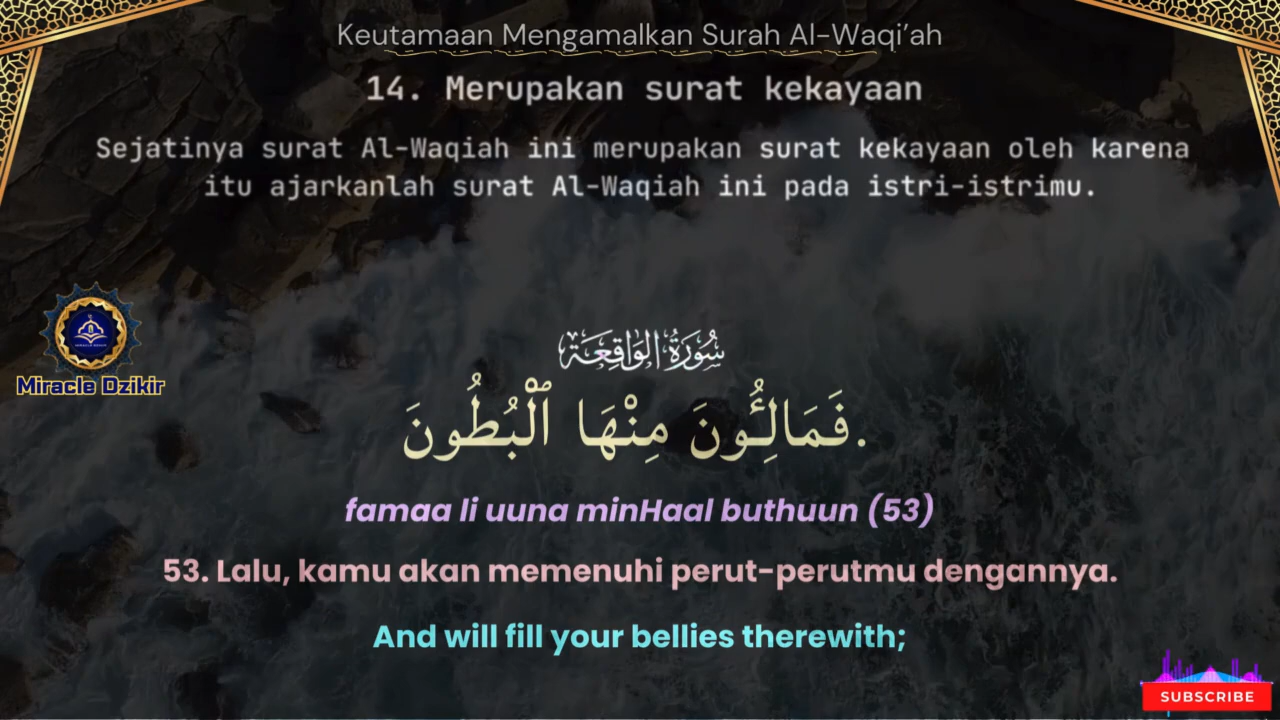 Keutamaan Mengamalkan Surah Al-Waqi’ah
14. Merupakan surat kekayaan
Sejatinya surat Al-Waqiah ini merupakan surat kekayaan oleh karena
itu ajarkanlah surat Al-Waqiah ini pada istri-istrimu.
سُورَةُ الوَاقِعَة
Miracle Dzikir
فَمَالِـُٔونَ مِنْهَا ٱلْبُطُونَ.
famaa li uuna minHaal buthuun (53)
53. Lalu, kamu akan memenuhi perut-perutmu dengannya.
And will fill your bellies therewith;
SUBSCRIBE